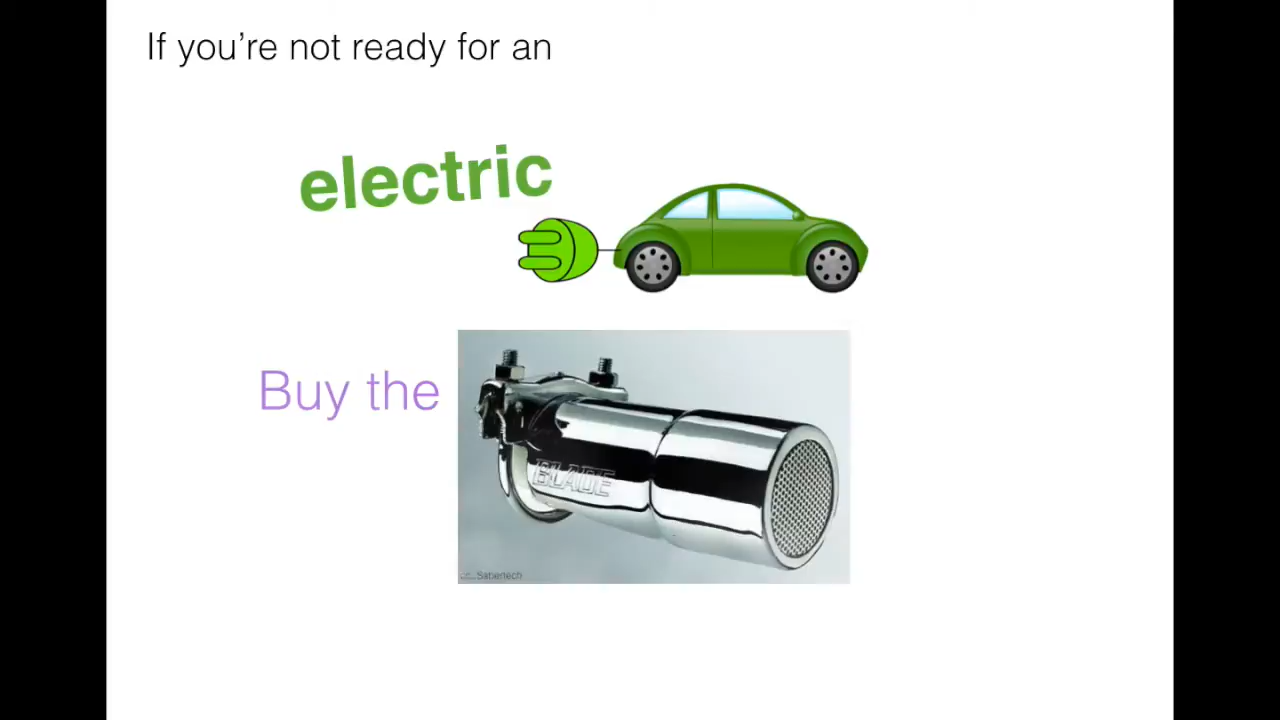 If you’re not ready for an
electric
Buy the
BLADE
Sabertech